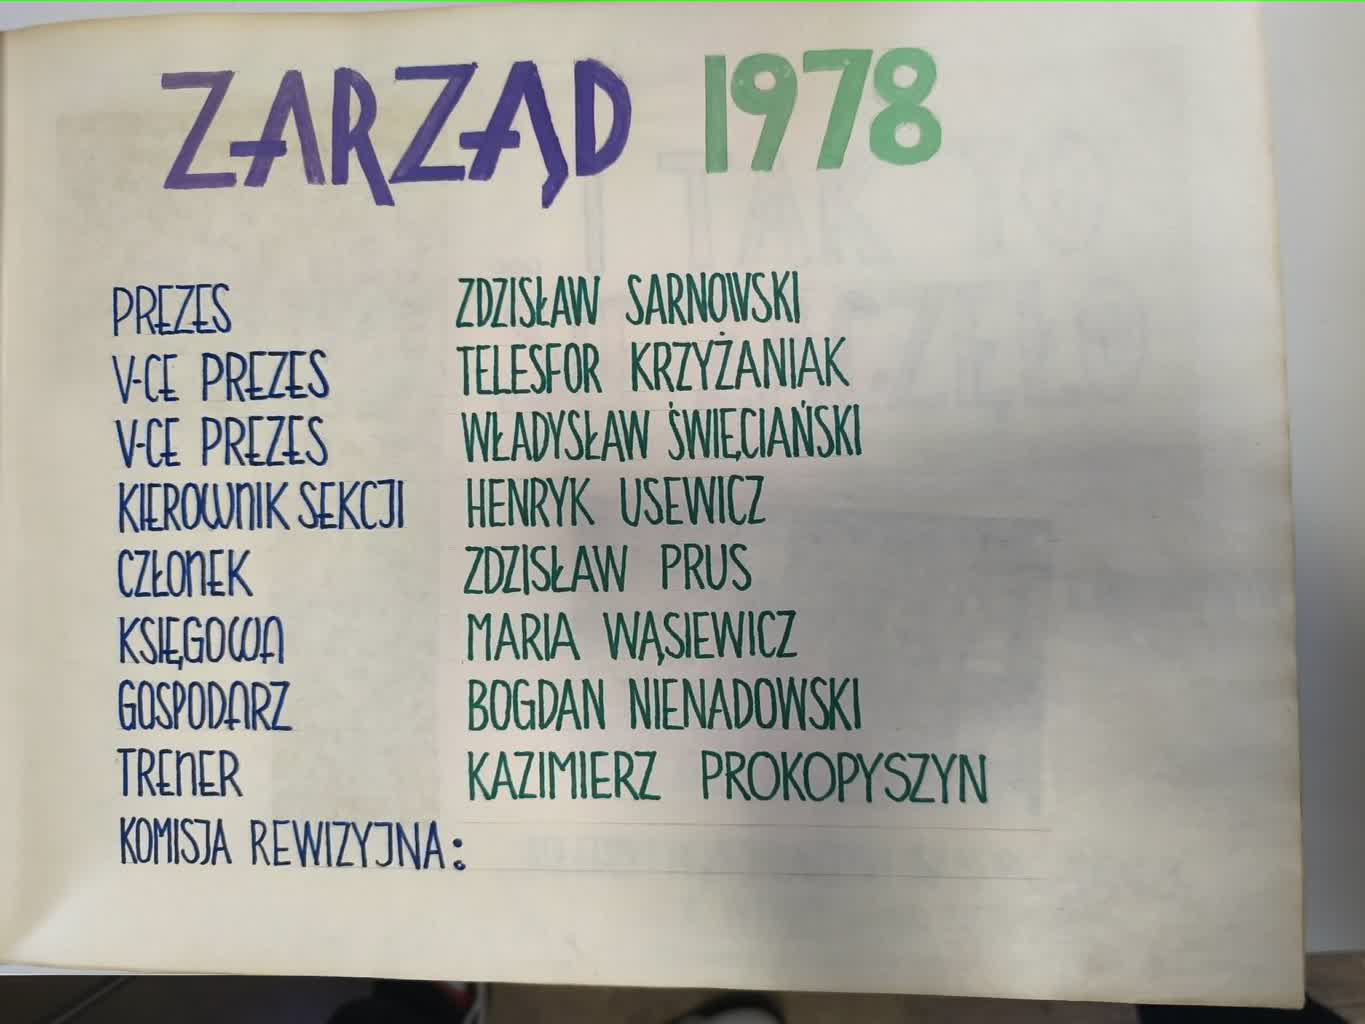 ZARZĄD 1978
PREZES ZDZISŁAW SARNOWSKI
V-CE PREZES TELESFOR KRZYŻANIAK
V-CE PREZES WŁADYSŁAW ŚWIĘCIAŃSKI
KIEROWNIK SEKCJI HENRYK USEWICZ
CZŁONEK ZDZISŁAW PRUS
KSIĘGOWA MARIA WĄSIEWICZ
GOSPODARZ BOGDAN NIENADOWSKI
TRENER KAZIMIERZ PROKOPYSZYN
KOMISJA REWIZYJNA: